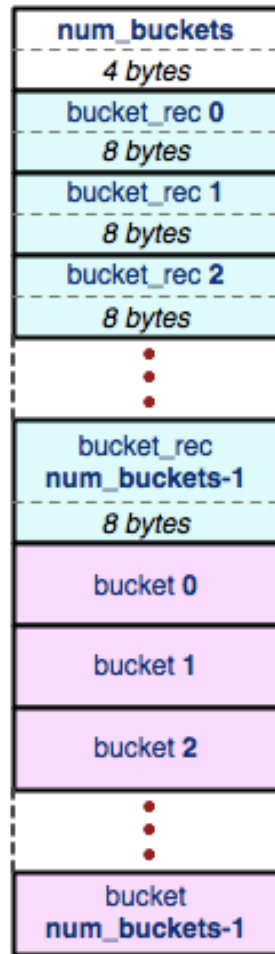 num_buckets
4 bytes
bucket_rec 0
8 bytes
bucket_rec 1
8 bytes
bucket_rec 2
8 bytes
bucket_rec
num_buckets-1
8 bytes
bucket 0
bucket 1
bucket 2
bucket
num_buckets-1